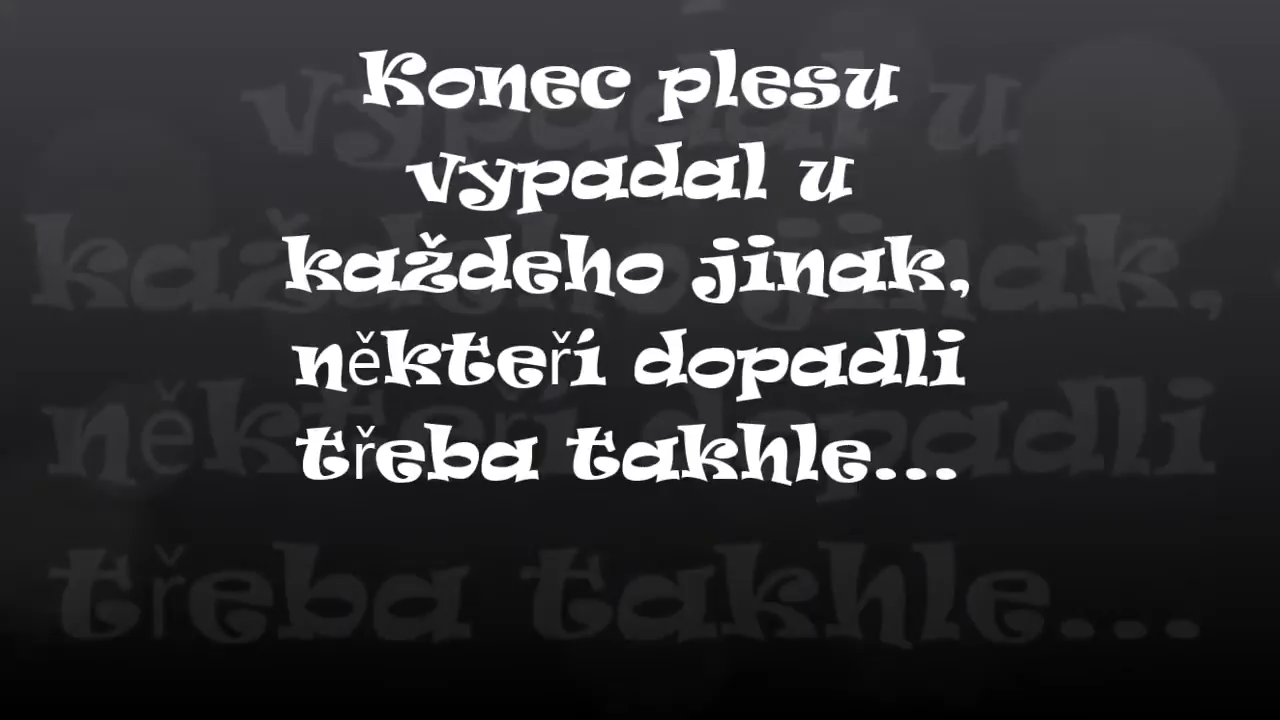 Konec plesu
vypadal u
každeho jinak,
někteří dopadli
třeba takhle...